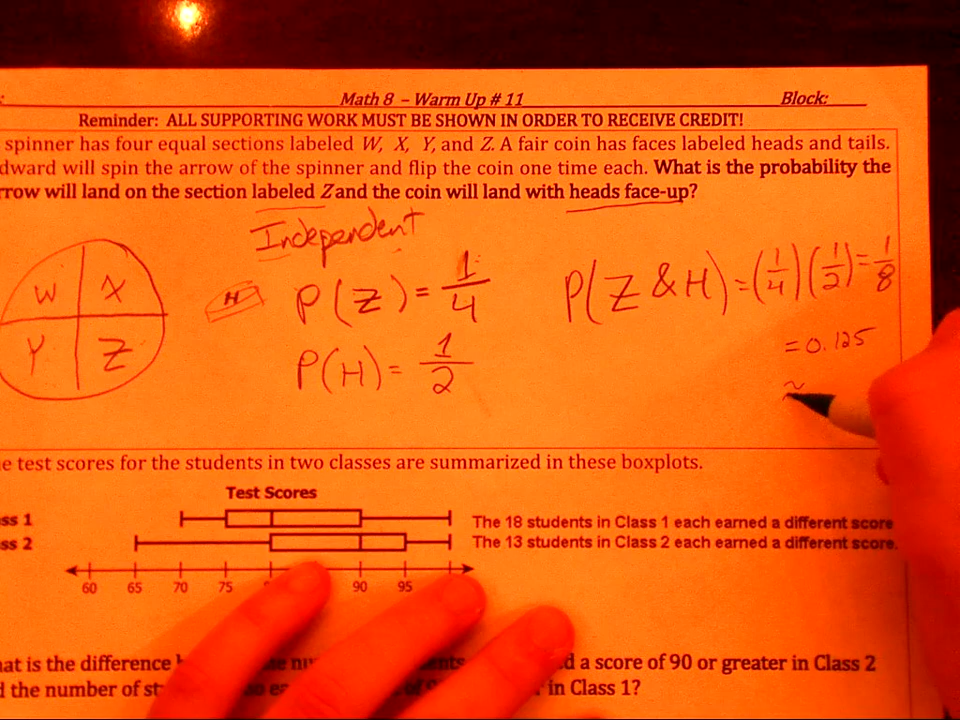 Math 8 – Warm Up # 11 Block:
Reminder: ALL SUPPORTING WORK MUST BE SHOWN IN ORDER TO RECEIVE CREDIT!
spinner has four equal sections labeled W, X, Y, and Z. A fair coin has faces labeled heads and tails.
dward will spin the arrow of the spinner and flip the coin one time each. What is the probability the
rrow will land on the section labeled Z and the coin will land with heads face-up?
Independent
W X
Y Z
H
P(Z) = 1/4
P(H) = 1/2
P(Z & H) = (1/4)(1/2) = 1/8
= 0.125
≈
e test scores for the students in two classes are summarized in these boxplots.
Test Scores
ss 1
ss 2
The 18 students in Class 1 each earned a different score
The 13 students in Class 2 each earned a different score.
60 65 70 75 90 95
hat is the difference d a score of 90 or greater in Class 2
d the number of in Class 1?